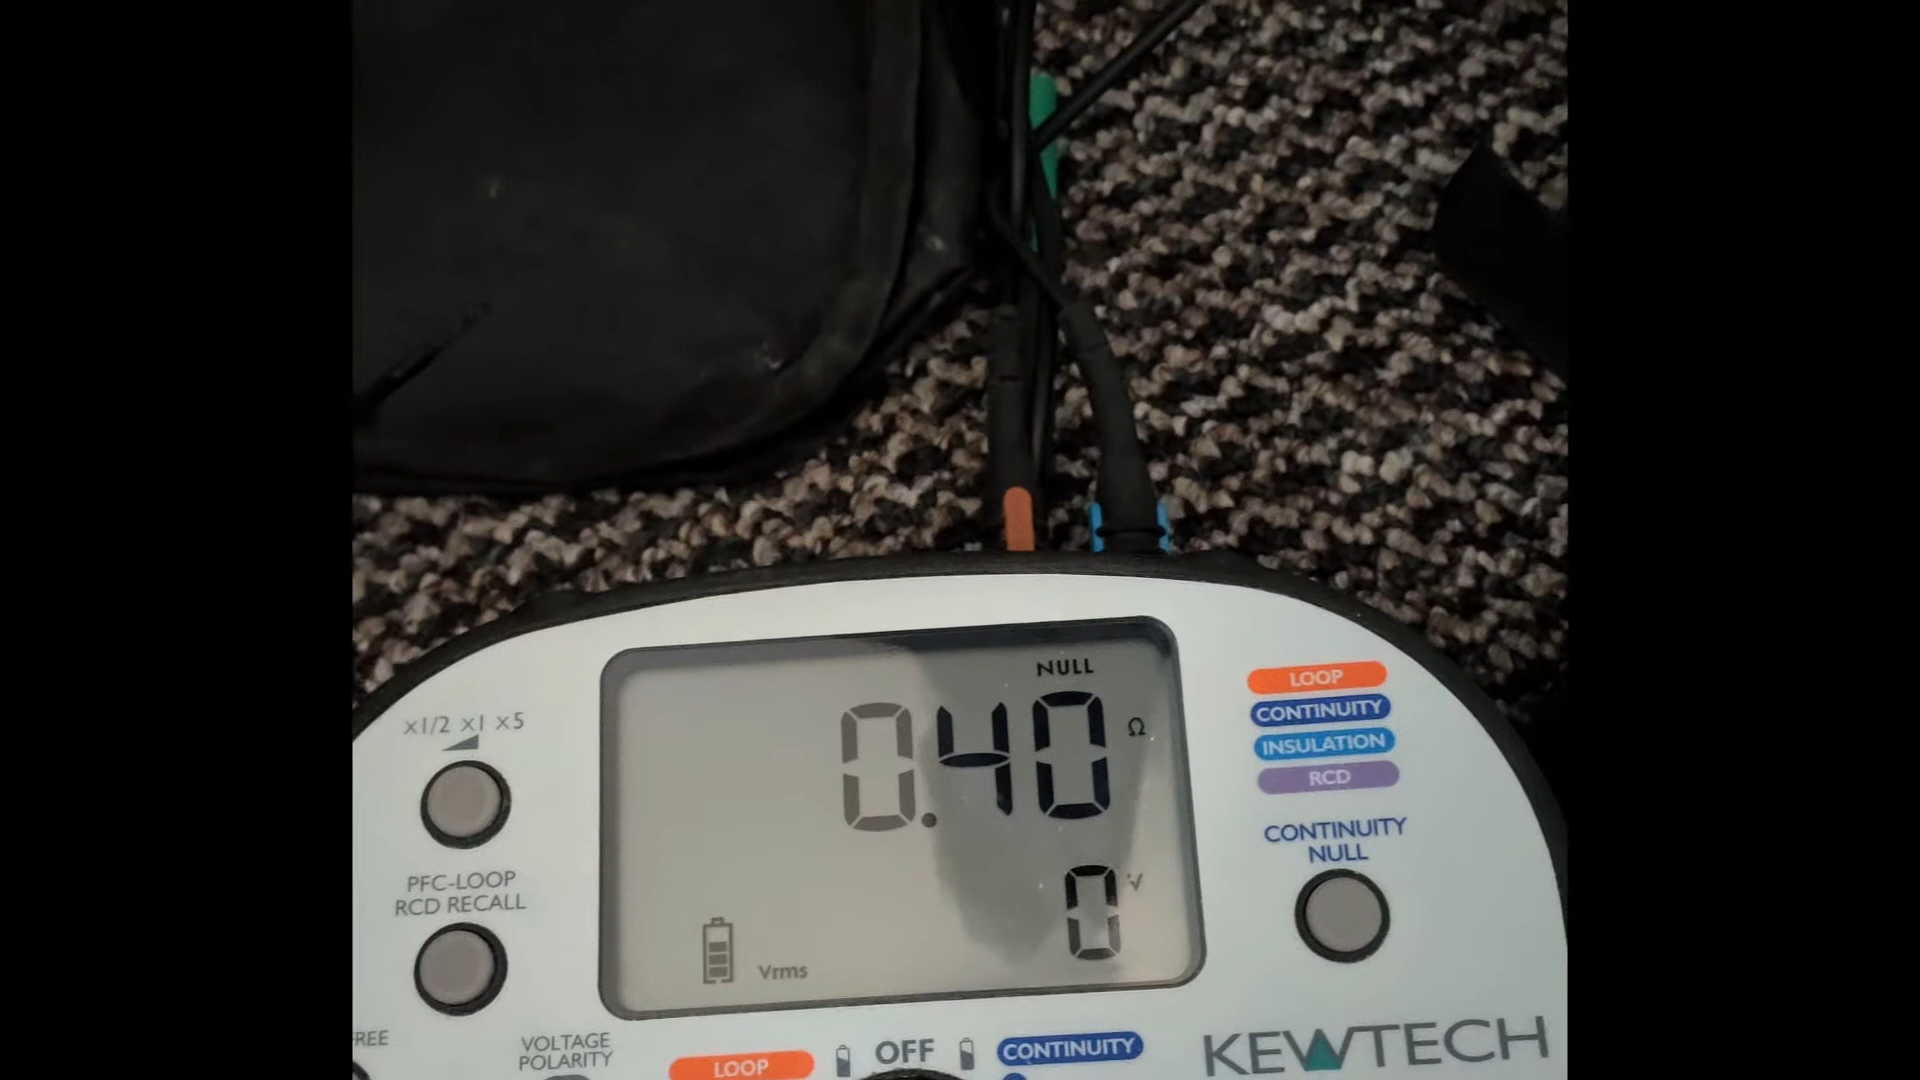 NULL
0.40 Ω
0 V
Vrms
x1/2 x1 x5
PFC-LOOP
RCD RECALL
LOOP
CONTINUITY
INSULATION
RCD
CONTINUITY
NULL
VOLTAGE
POLARITY
LOOP
OFF
CONTINUITY
KEWTECH